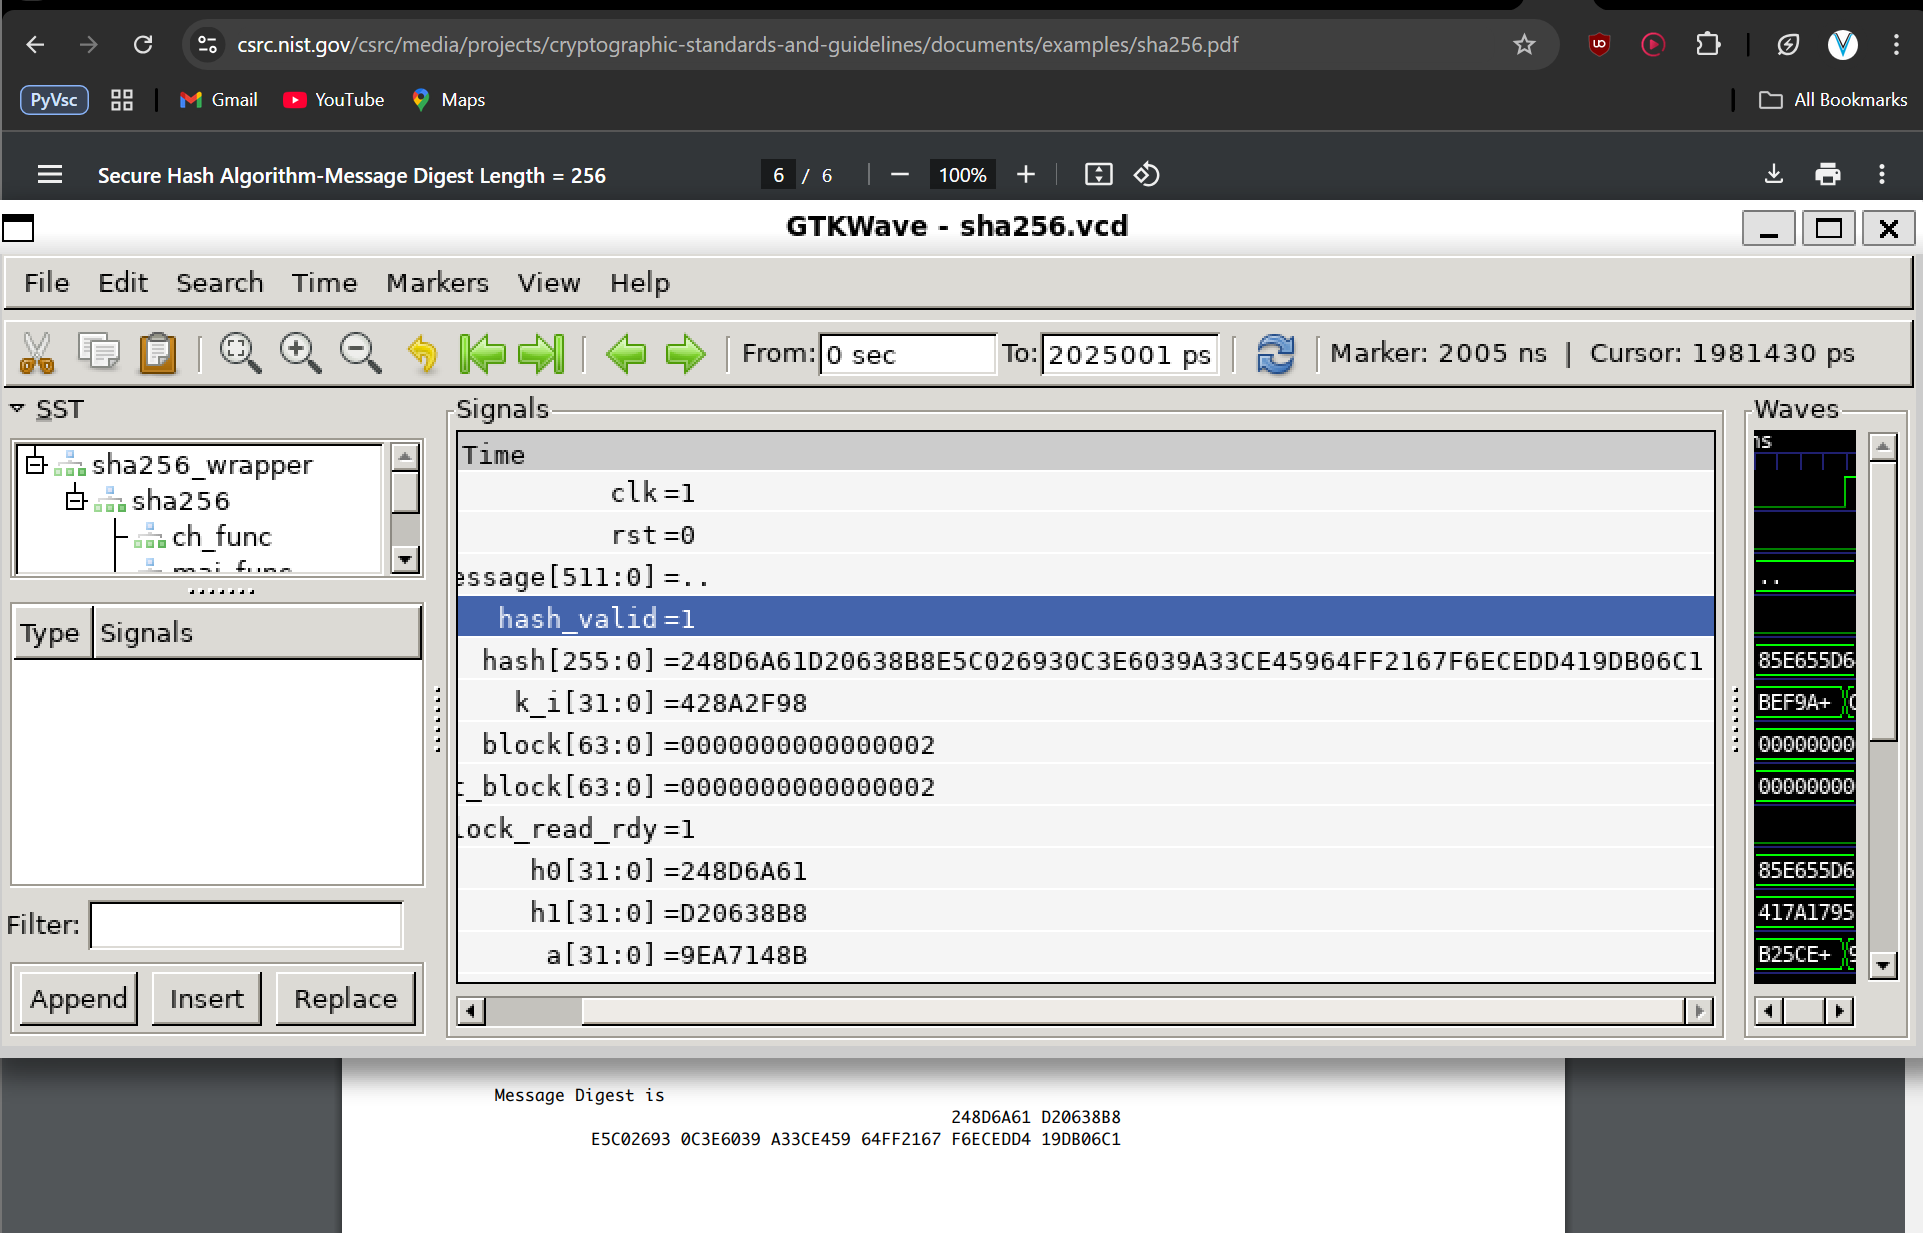 csrc.nist.gov/csrc/media/projects/cryptographic-standards-and-guidelines/documents/examples/sha256.pdf
PyVsc Gmail YouTube Maps All Bookmarks
Secure Hash Algorithm-Message Digest Length = 256 6 / 6 100%
GTKWave - sha256.vcd
File Edit Search Time Markers View Help
From: 0 sec To: 2025001 ps Marker: 2005 ns | Cursor: 1981430 ps
SST
sha256_wrapper
sha256
ch_func
maj_func
Type Signals
Filter:
Append Insert Replace
Signals
Time
clk=1
rst=0
essage[511:0]=..
hash_valid=1
hash[255:0]=248D6A61D20638B8E5C026930C3E6039A33CE45964FF2167F6ECEDD419DB06C1
k_i[31:0]=428A2F98
block[63:0]=0000000000000002
t_block[63:0]=0000000000000002
lock_read_rdy=1
h0[31:0]=248D6A61
h1[31:0]=D20638B8
a[31:0]=9EA7148B
Waves
ns
..
85E655D6
BEF9A+
00000000
00000000
85E655D6
417A1795
B25CE+ 9
Message Digest is
248D6A61 D20638B8
E5C02693 0C3E6039 A33CE459 64FF2167 F6ECEDD4 19DB06C1